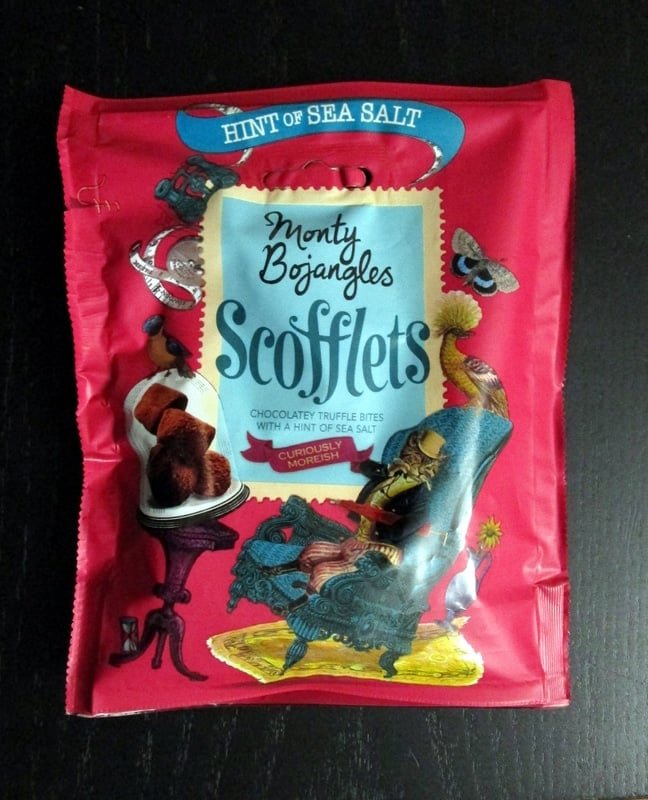 HINT OF SEA SALT
Monty
Bojangles
Scofflets
CHOCOLATEY TRUFFLE BITES
WITH A HINT OF SEA SALT
CURIOUSLY
MOREISH